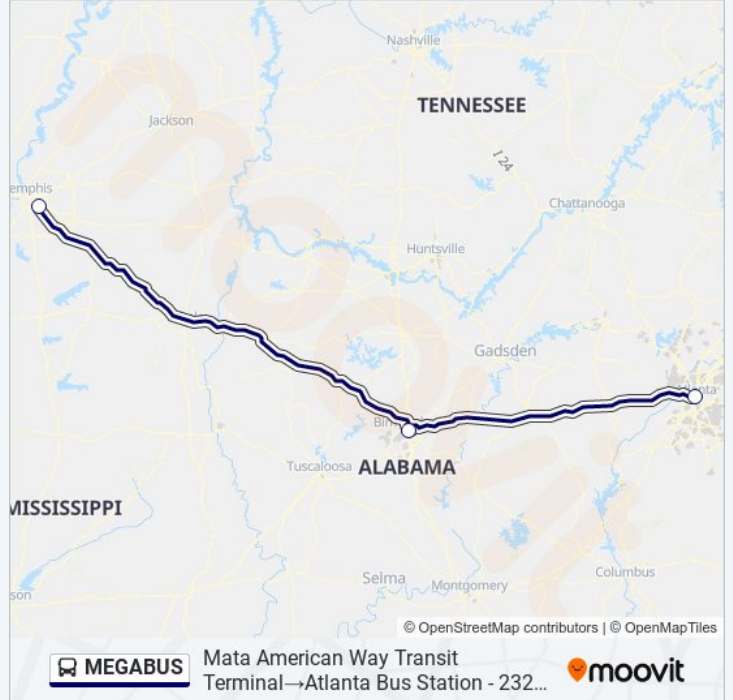 Nashville
TENNESSEE
Jackson
I 24
emphis
Chattanooga
Huntsville
Gadsden
Tuscaloosa
ALABAMA
MISSISSIPPI
Selma
Montgomery
Columbus
son
© OpenStreetMap contributors | © OpenMapTiles
MEGABUS
Mata American Way Transit
Terminal→Atlanta Bus Station - 232...
moovit